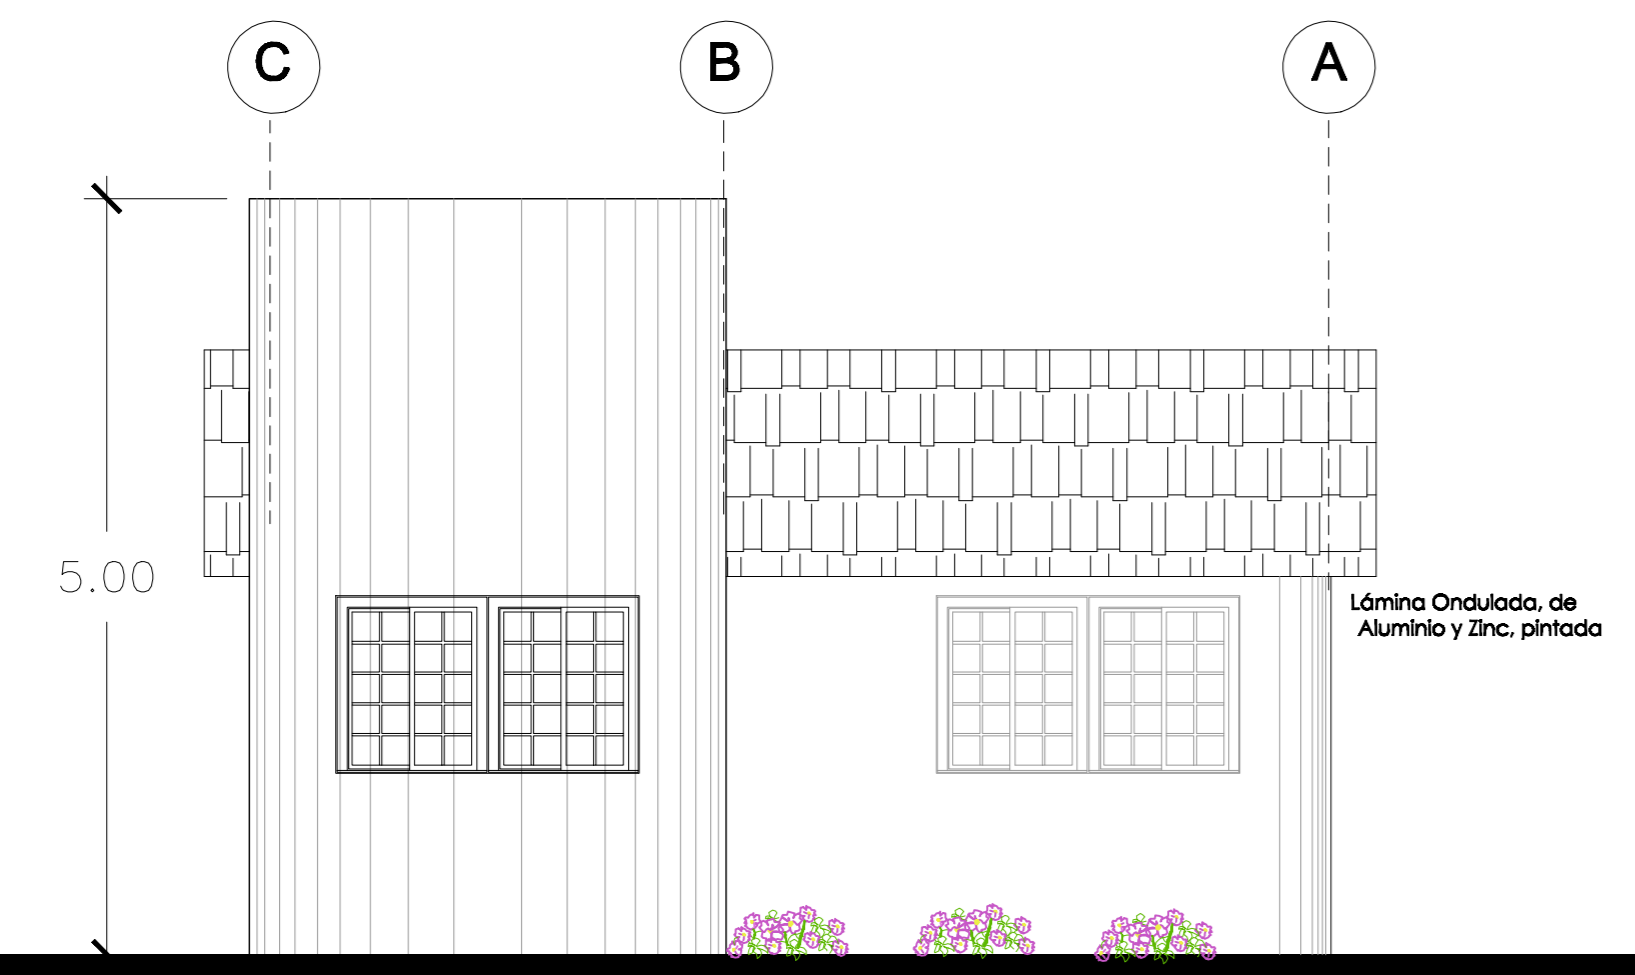 C B A
5.00
Lámina Ondulada, de
Aluminio y Zinc, pintada